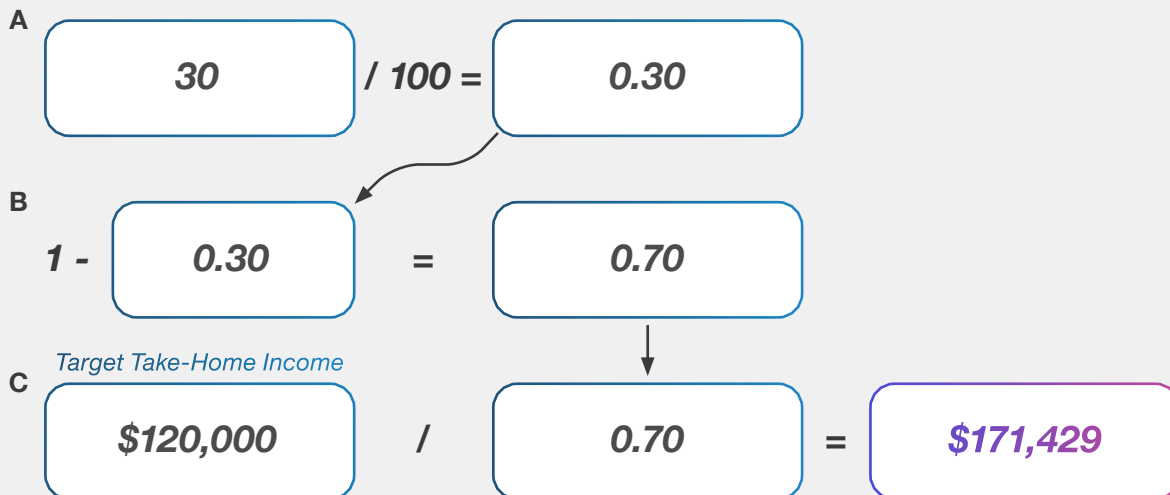 A
30 / 100 = 0.30
B
1 - 0.30 = 0.70
Target Take-Home Income
C
$120,000 / 0.70 = $171,429